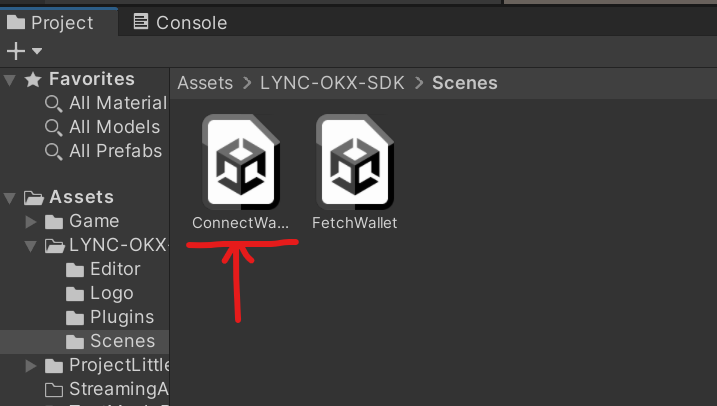 Project
Console
Favorites
All Material
All Models
All Prefabs
Assets
Game
LYNC-OKX-
Editor
Logo
Plugins
Scenes
ProjectLittle
StreamingA
Assets > LYNC-OKX-SDK > Scenes
ConnectWa...
FetchWallet